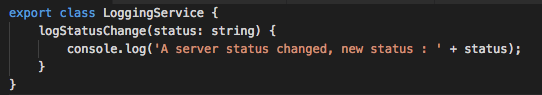 export class LoggingService {
    logStatusChange(status: string) {
        console.log('A server status changed, new status : ' + status);
    }
}